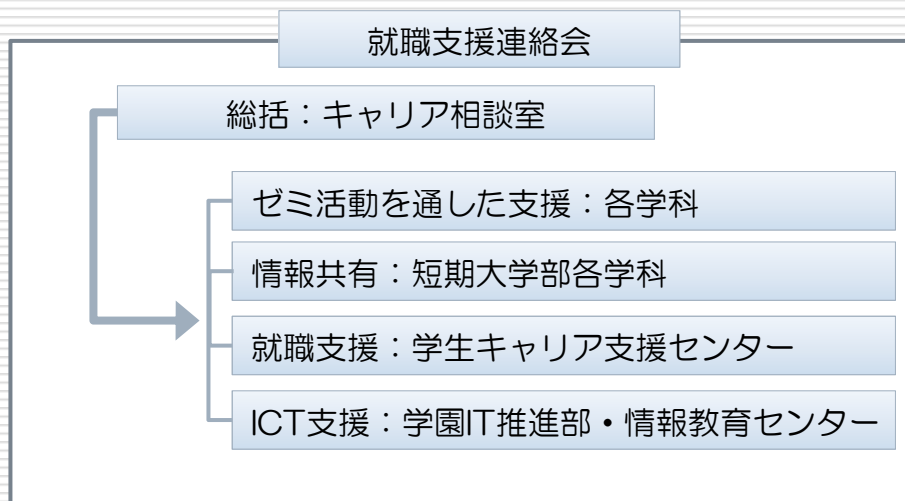 就職支援連絡会
総括：キャリア相談室
ゼミ活動を通した支援：各学科
情報共有：短期大学部各学科
就職支援：学生キャリア支援センター
ICT支援：学園IT推進部・情報教育センター